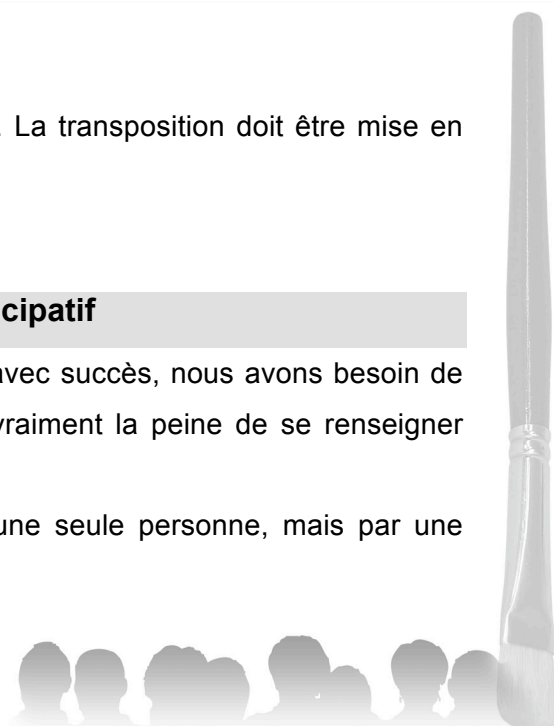 . La transposition doit être mise en
cipatif
avec succès, nous avons besoin de
vraiment la peine de se renseigner
une seule personne, mais par une